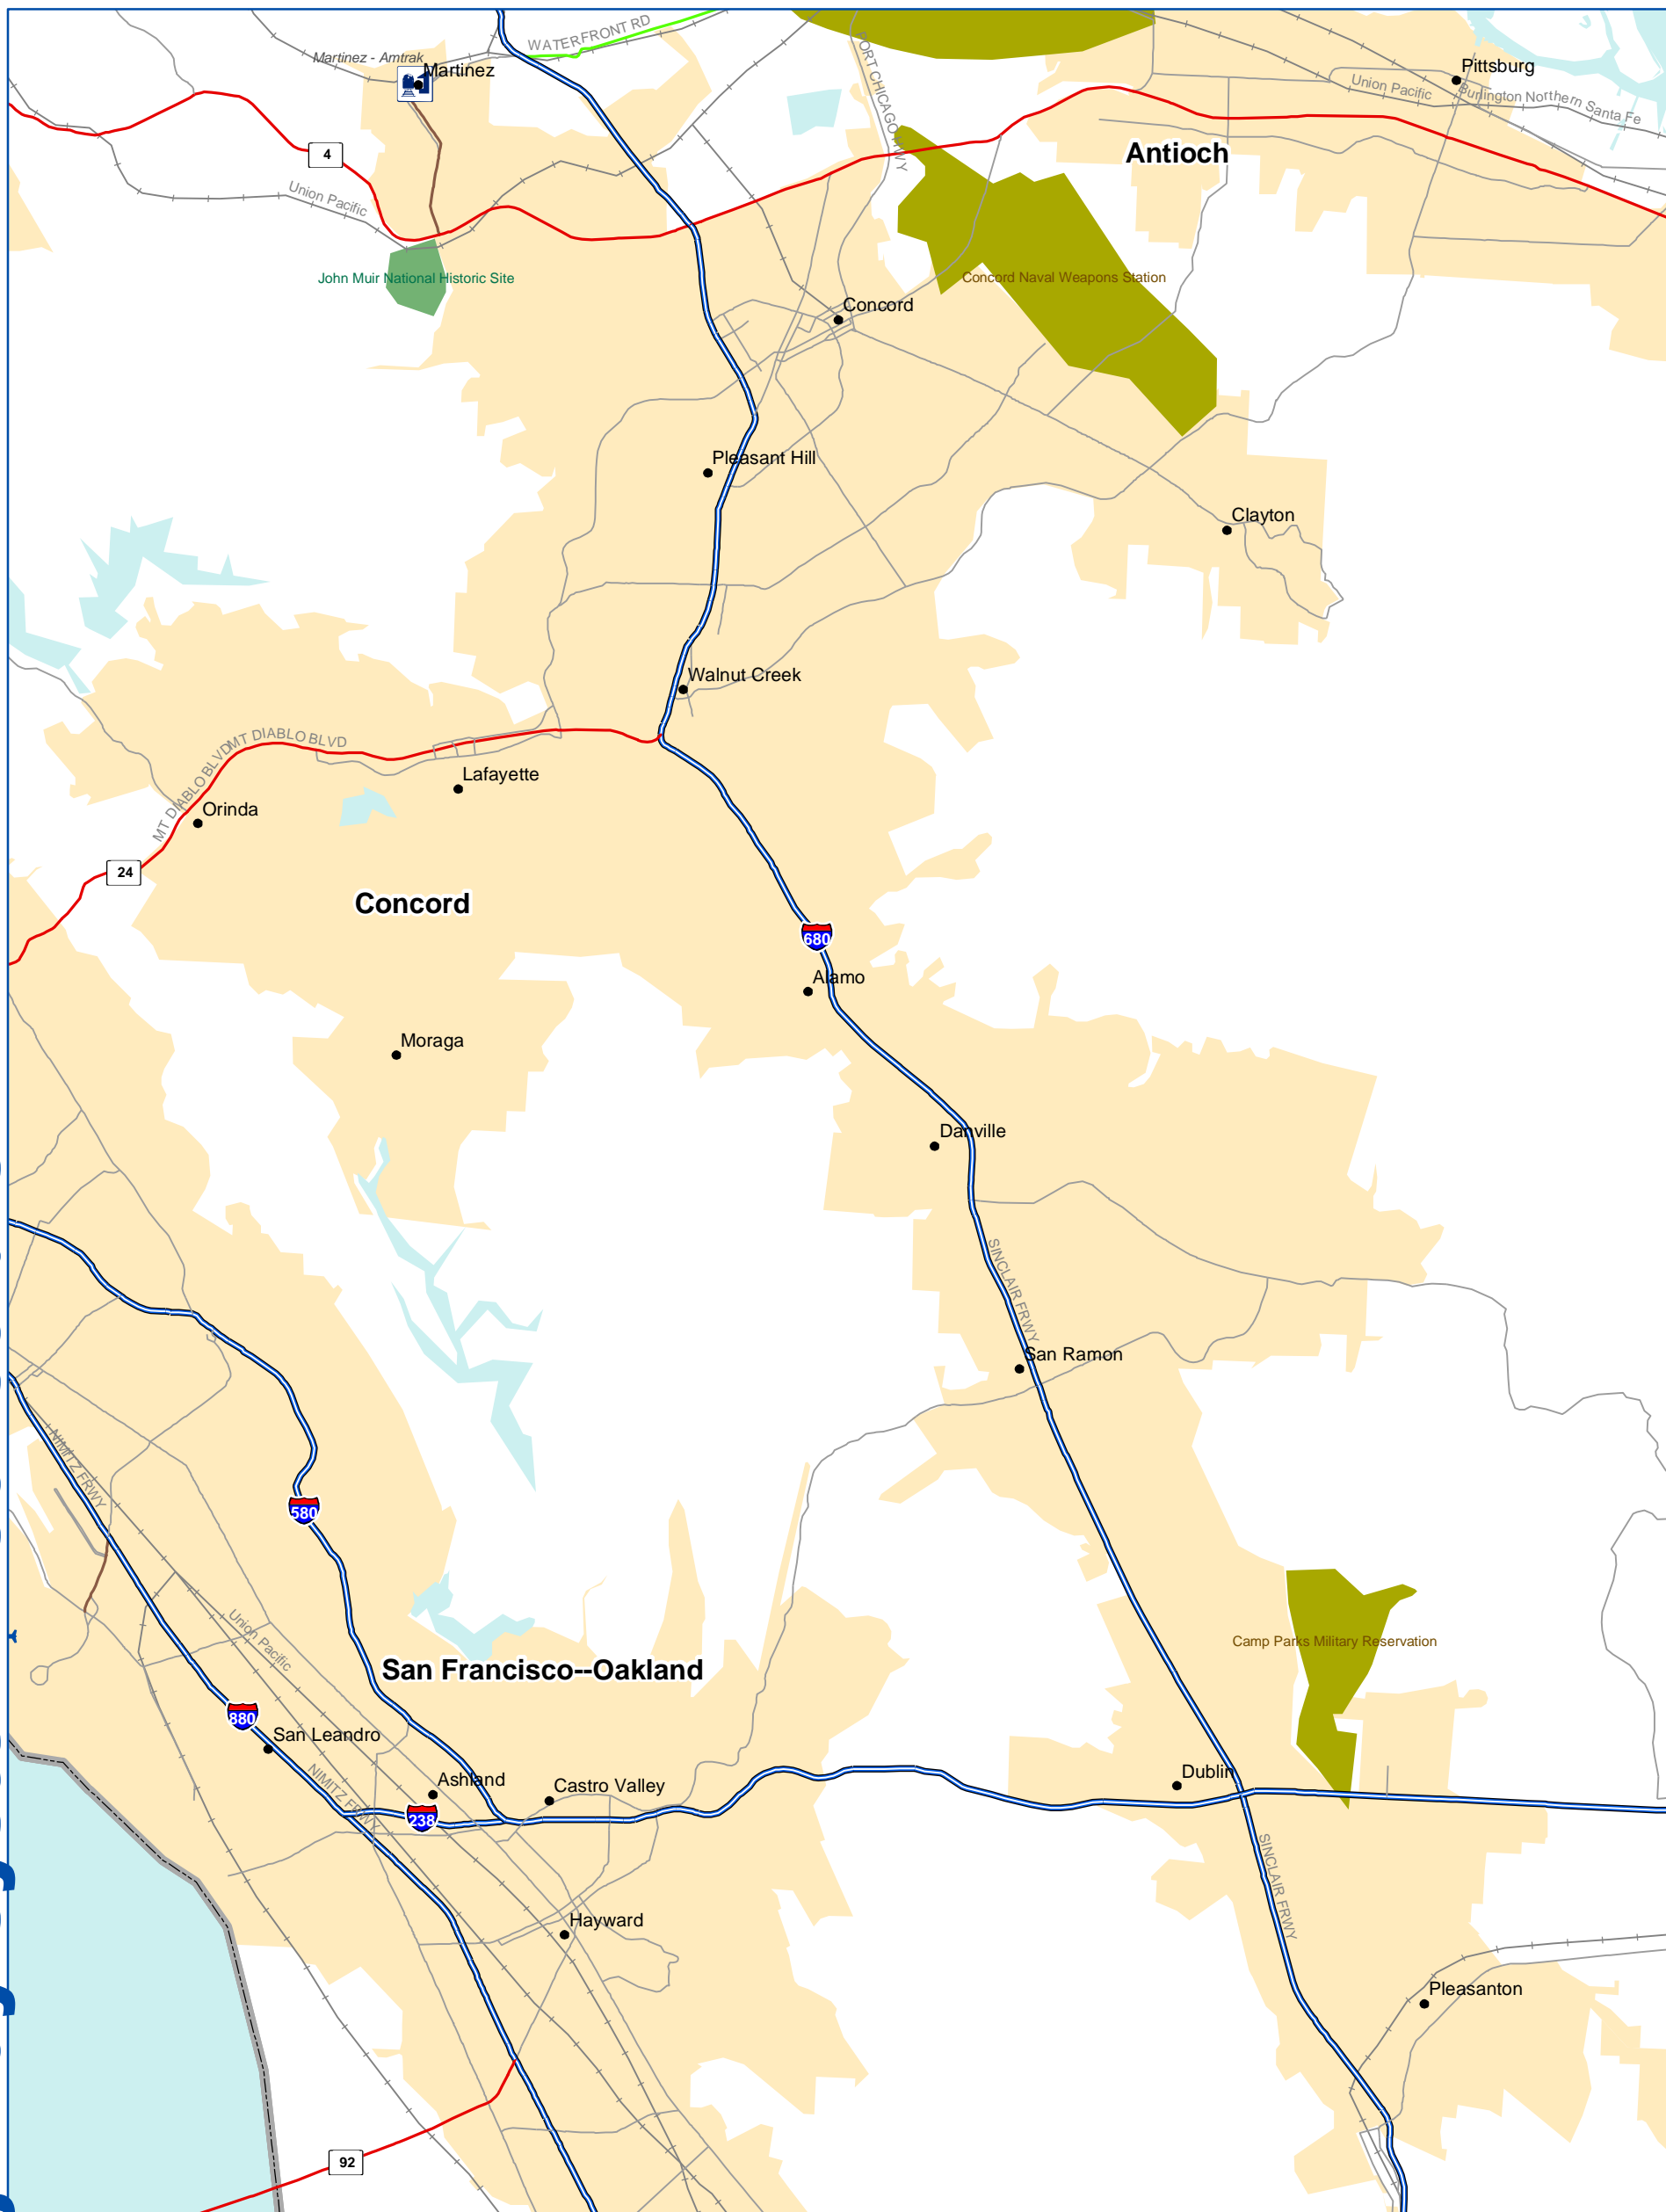 WATERFRONT RD
Martinez - Amtrak
Martinez
PORT CHICAGO HWY
Pittsburg
Union Pacific
Burlington Northern Santa Fe
4
Antioch
Union Pacific
John Muir National Historic Site
Concord Naval Weapons Station
Concord
Pleasant Hill
Clayton
Walnut Creek
MT DIABLO BLVD
MT DIABLO BLVD
Lafayette
Orinda
24
Concord
680
Alamo
Moraga
Danville
SINCLAIR FRWY
San Ramon
NIMITZ FRWY
580
Union Pacific
Camp Parks Military Reservation
San Francisco--Oakland
880
San Leandro
NIMITZ FRWY
Ashland
Castro Valley
Dublin
238
SINCLAIR FRWY
Hayward
Pleasanton
92